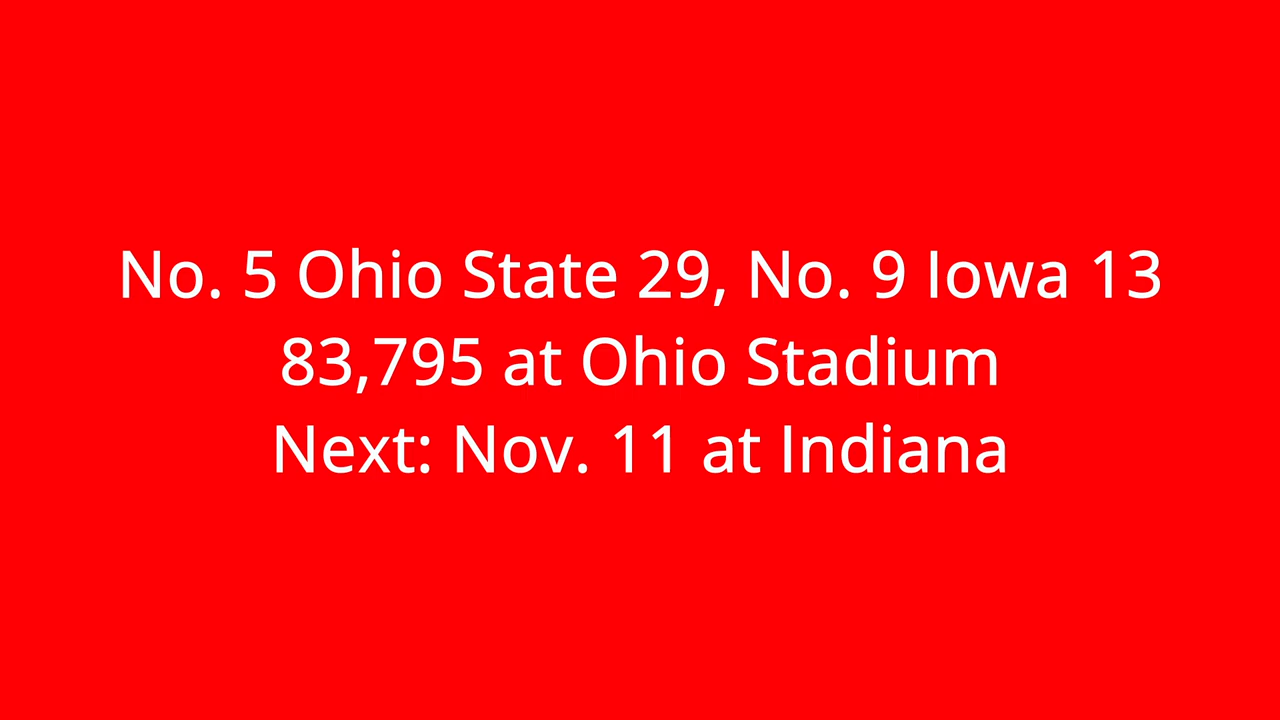 No. 5 Ohio State 29, No. 9 Iowa 13
83,795 at Ohio Stadium
Next: Nov. 11 at Indiana